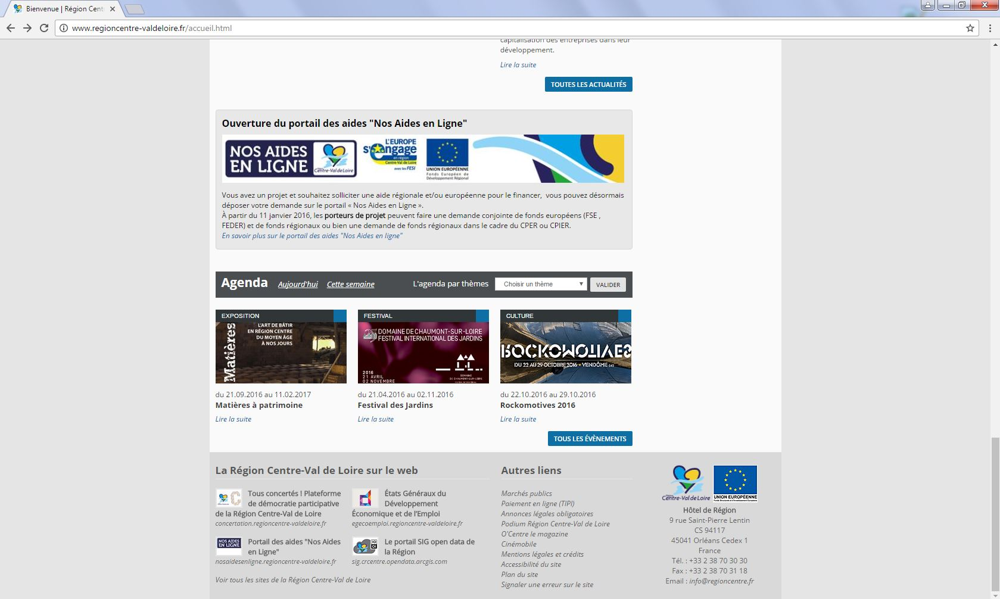 Bienvenue | Région Cent
www.regioncentre-valdeloire.fr/accueil.html
capitalisation des entreprises dans leur
développement.
Lire la suite
TOUTES LES ACTUALITÉS
Ouverture du portail des aides "Nos Aides en Ligne"
NOS AIDES
EN LIGNE
Centre-Val de Loire
L'EUROPE
s'engage
en région
Centre-Val de Loire
avec les FESI
UNION EUROPÉENNE
Fonds Européen de
Développement Régional
Vous avez un projet et souhaitez solliciter une aide régionale et/ou européenne pour le financer, vous pouvez désormais
déposer votre demande sur le portail « Nos Aides en Ligne ».
À partir du 11 janvier 2016, les porteurs de projet peuvent faire une demande conjointe de fonds européens (FSE ,
FEDER) et de fonds régionaux ou bien une demande de fonds régionaux dans le cadre du CPER ou CPIER.
En savoir plus sur le portail des aides "Nos Aides en ligne"
Agenda Aujourd'hui Cette semaine L'agenda par thèmes Choisir un thème VALIDER
EXPOSITION
Matières
L'ART DE BÂTIR
EN RÉGION CENTRE
DU MOYEN ÂGE
À NOS JOURS
du 21.09.2016 au 11.02.2017
Matières à patrimoine
Lire la suite
FESTIVAL
25 DOMAINE DE CHAUMONT-SUR-LOIRE
FESTIVAL INTERNATIONAL DES JARDINS
2016
21 AVRIL
02 NOVEMBRE
DOMAINE
DE CHAUMONT-SUR-LOIRE
du 21.04.2016 au 02.11.2016
Festival des Jardins
Lire la suite
CULTURE
ROCKOMOTIVES
DU 22 AU 29 OCTOBRE 2016 • VENDÔME (41)
du 22.10.2016 au 29.10.2016
Rockomotives 2016
Lire la suite
TOUS LES ÉVÈNEMENTS
La Région Centre-Val de Loire sur le web
Tous concertés ! Plateforme
de démocratie participative
de la Région Centre-Val de Loire
concertation.regioncentre-valdeloire.fr
États Généraux du
Développement
Économique et de l'Emploi
egecoemploi.regioncentre-valdeloire.fr
NOS AIDES
EN LIGNE
Portail des aides "Nos Aides
en Ligne"
nosaidesenligne.regioncentre-valdeloire.fr
Le portail SIG open data de
la Région
sig.crcentre.opendata.arcgis.com
Voir tous les sites de la Région Centre-Val de Loire
Autres liens
Marchés publics
Paiement en ligne (TIPI)
Annonces légales obligatoires
Podium Région Centre-Val de Loire
O'Centre le magazine
Cinémobile
Mentions légales et crédits
Accessibilité du site
Plan du site
Signaler une erreur sur le site
Centre-Val de Loire
UNION EUROPÉENNE
Hôtel de Région
9 rue Saint-Pierre Lentin
CS 94117
45041 Orléans Cedex 1
France
Tél. : +33 2 38 70 30 30
Fax : +33 2 38 70 31 18
Email : info@regioncentre.fr